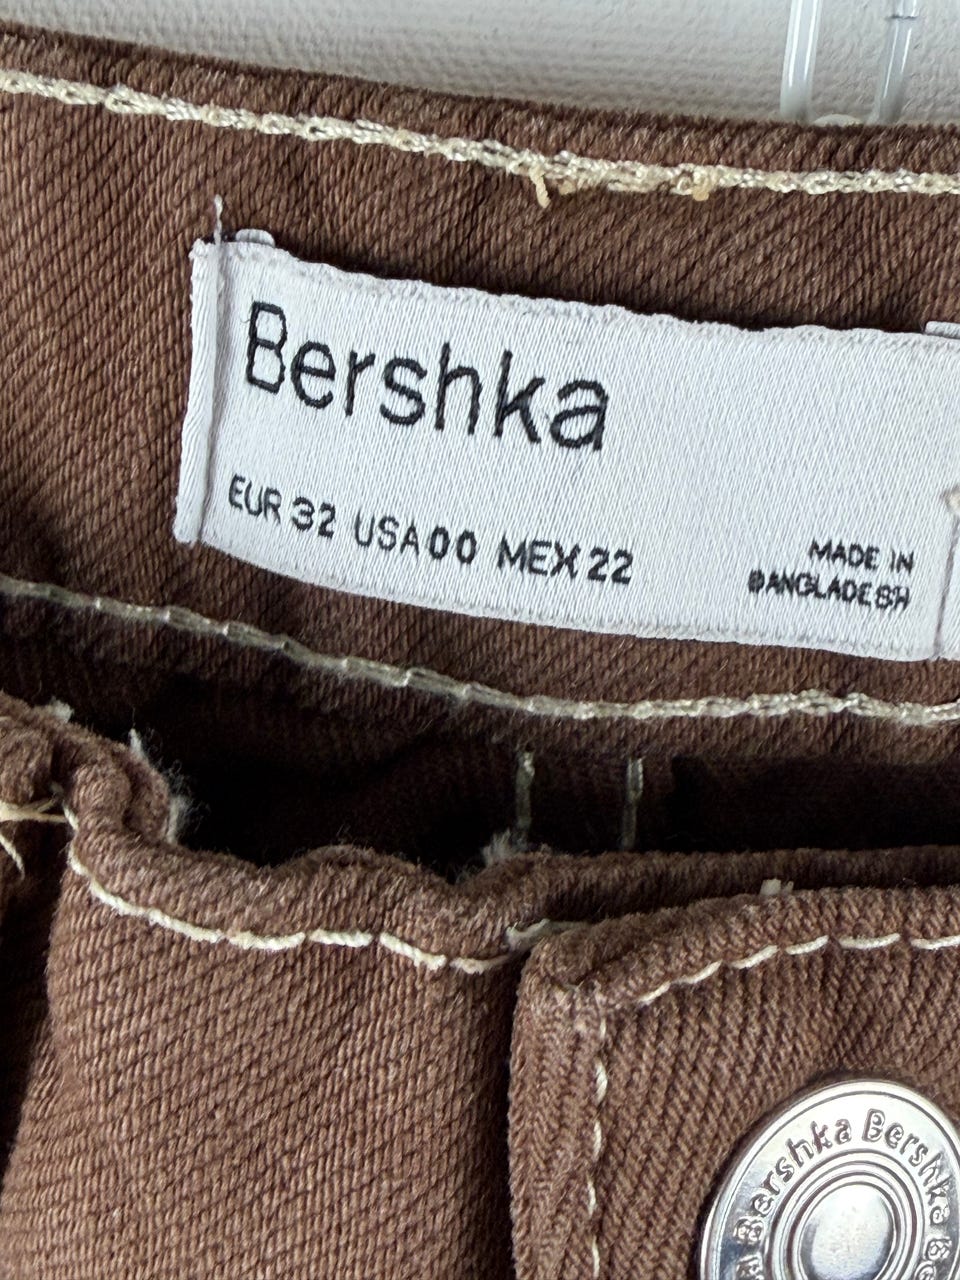 Bershka
EUR 32 USA 00 MEX 22
MADE IN
BANGLADESH
Bershka Bershka